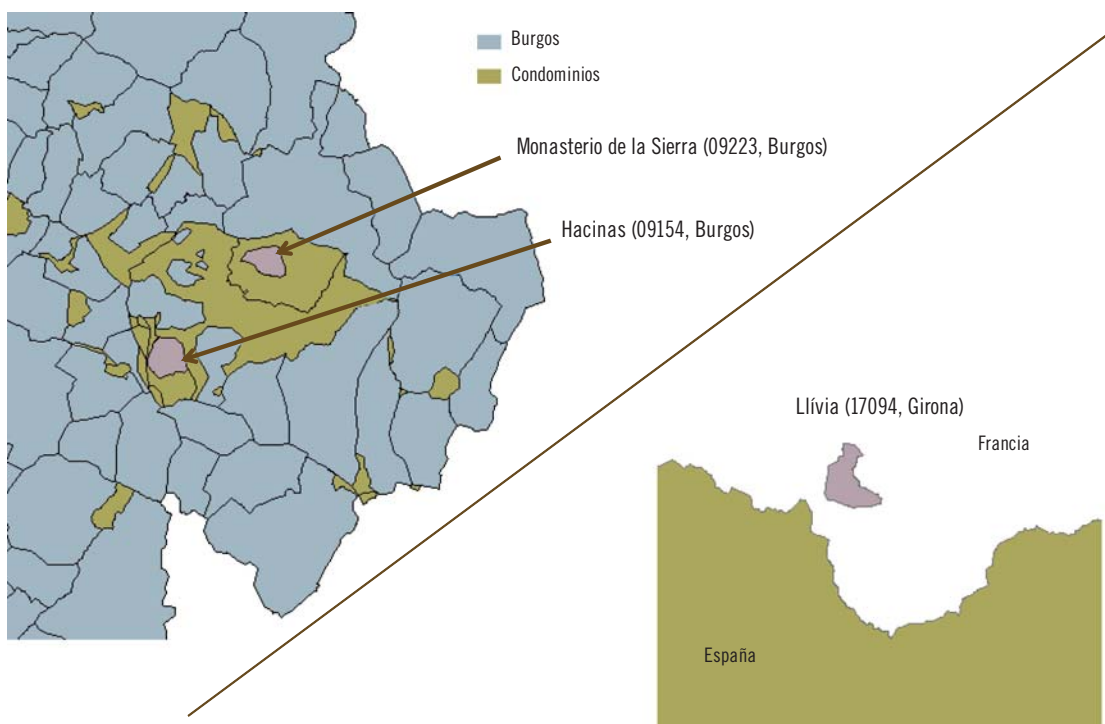 Burgos
Condominios
Monasterio de la Sierra (09223, Burgos)
Hacinas (09154, Burgos)
Llívia (17094, Girona)
Francia
España